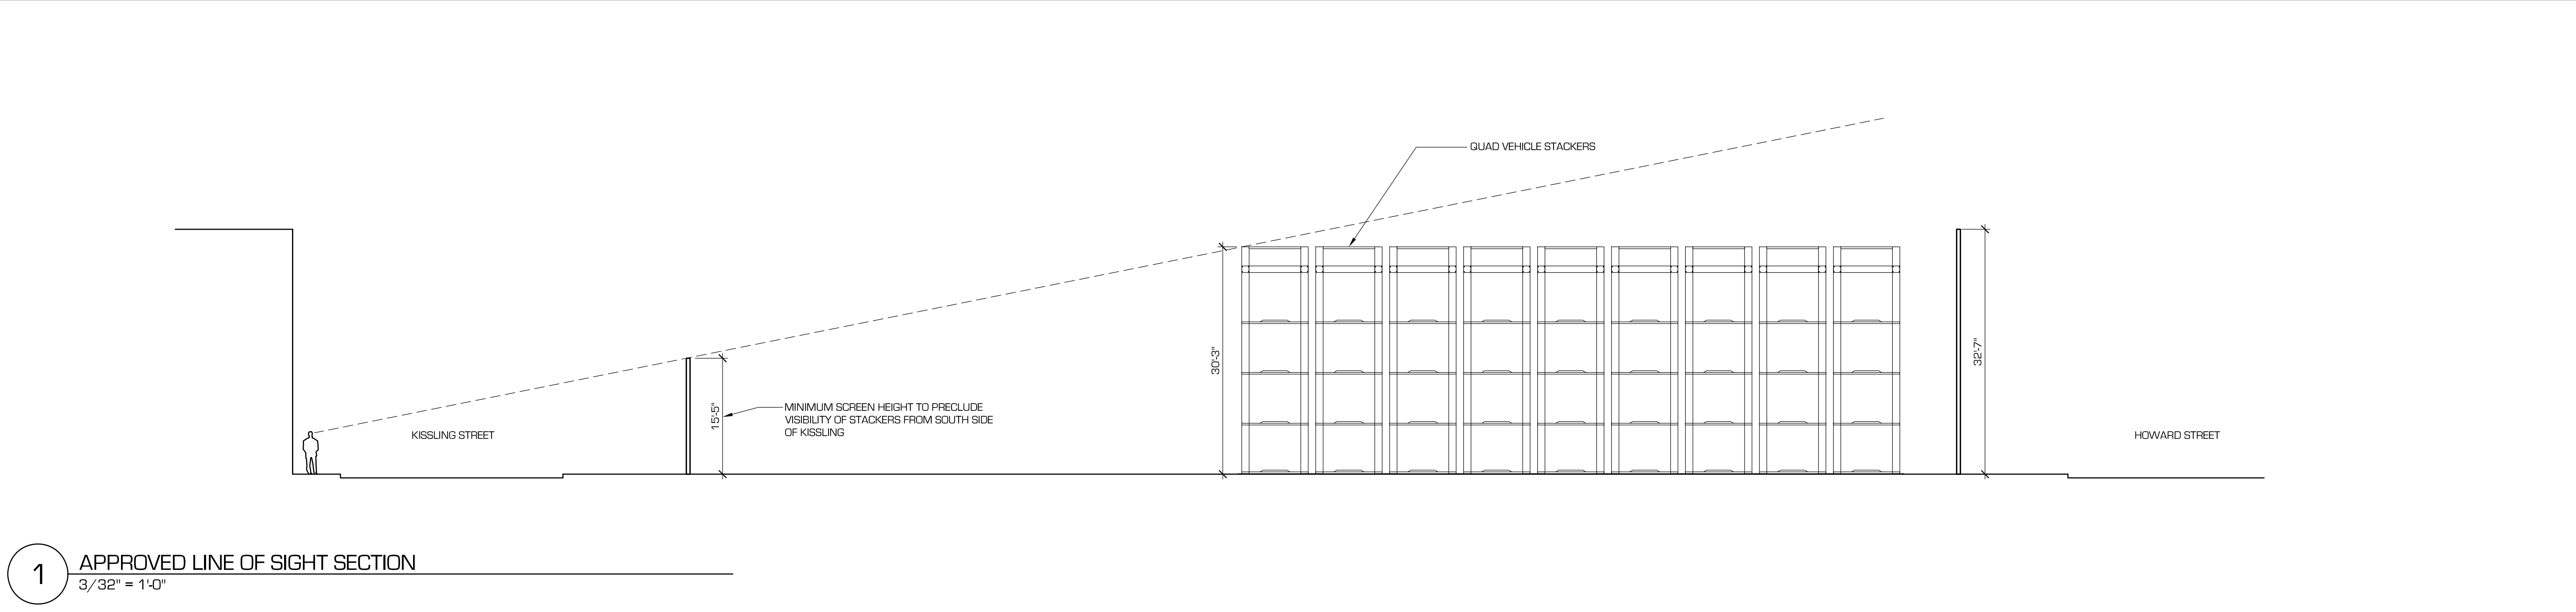 QUAD VEHICLE STACKERS
30'-3"
32'-7"
15'-5"
MINIMUM SCREEN HEIGHT TO PRECLUDE
VISIBILITY OF STACKERS FROM SOUTH SIDE
OF KISSLING
KISSLING STREET
HOWARD STREET
1
APPROVED LINE OF SIGHT SECTION
3/32" = 1'-0"